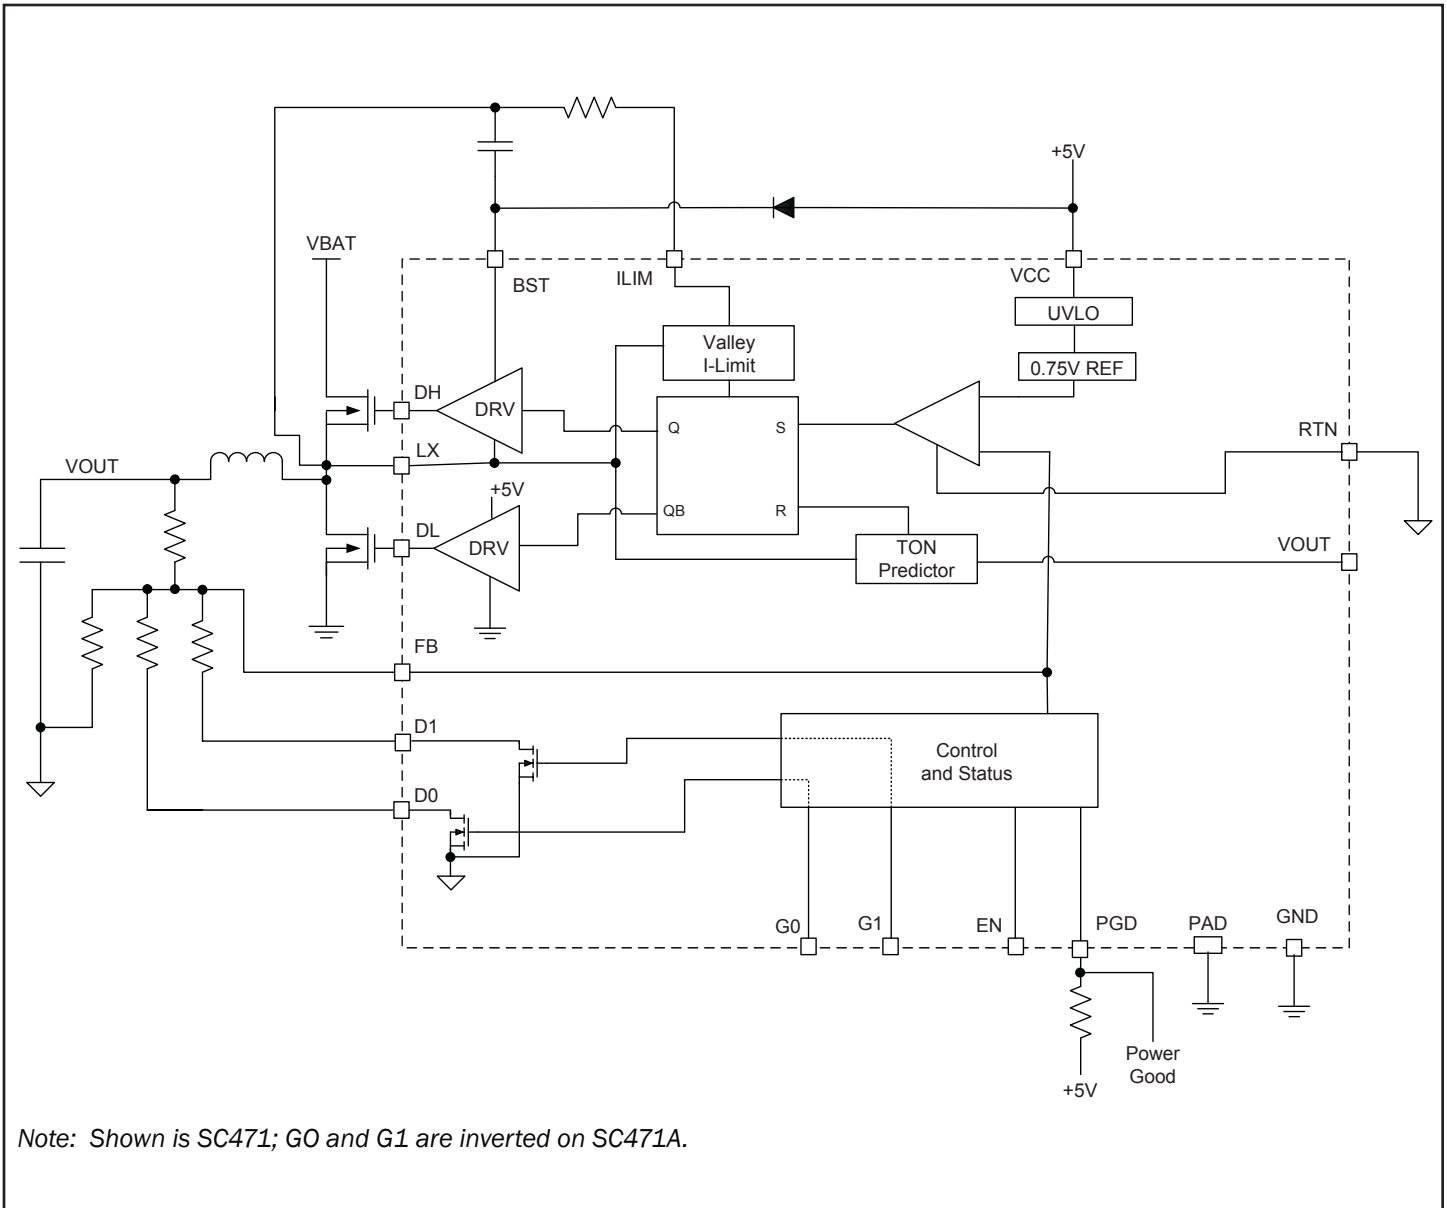 +5V
VBAT
BST
ILIM
VCC
UVLO
Valley
I-Limit
0.75V REF
DH
DRV
Q
S
RTN
LX
VOUT
+5V
QB
R
DL
DRV
TON
Predictor
VOUT
FB
D1
Control
and Status
D0
G0
G1
EN
PGD
PAD
GND
Power
Good
+5V
Note: Shown is SC471; GO and G1 are inverted on SC471A.